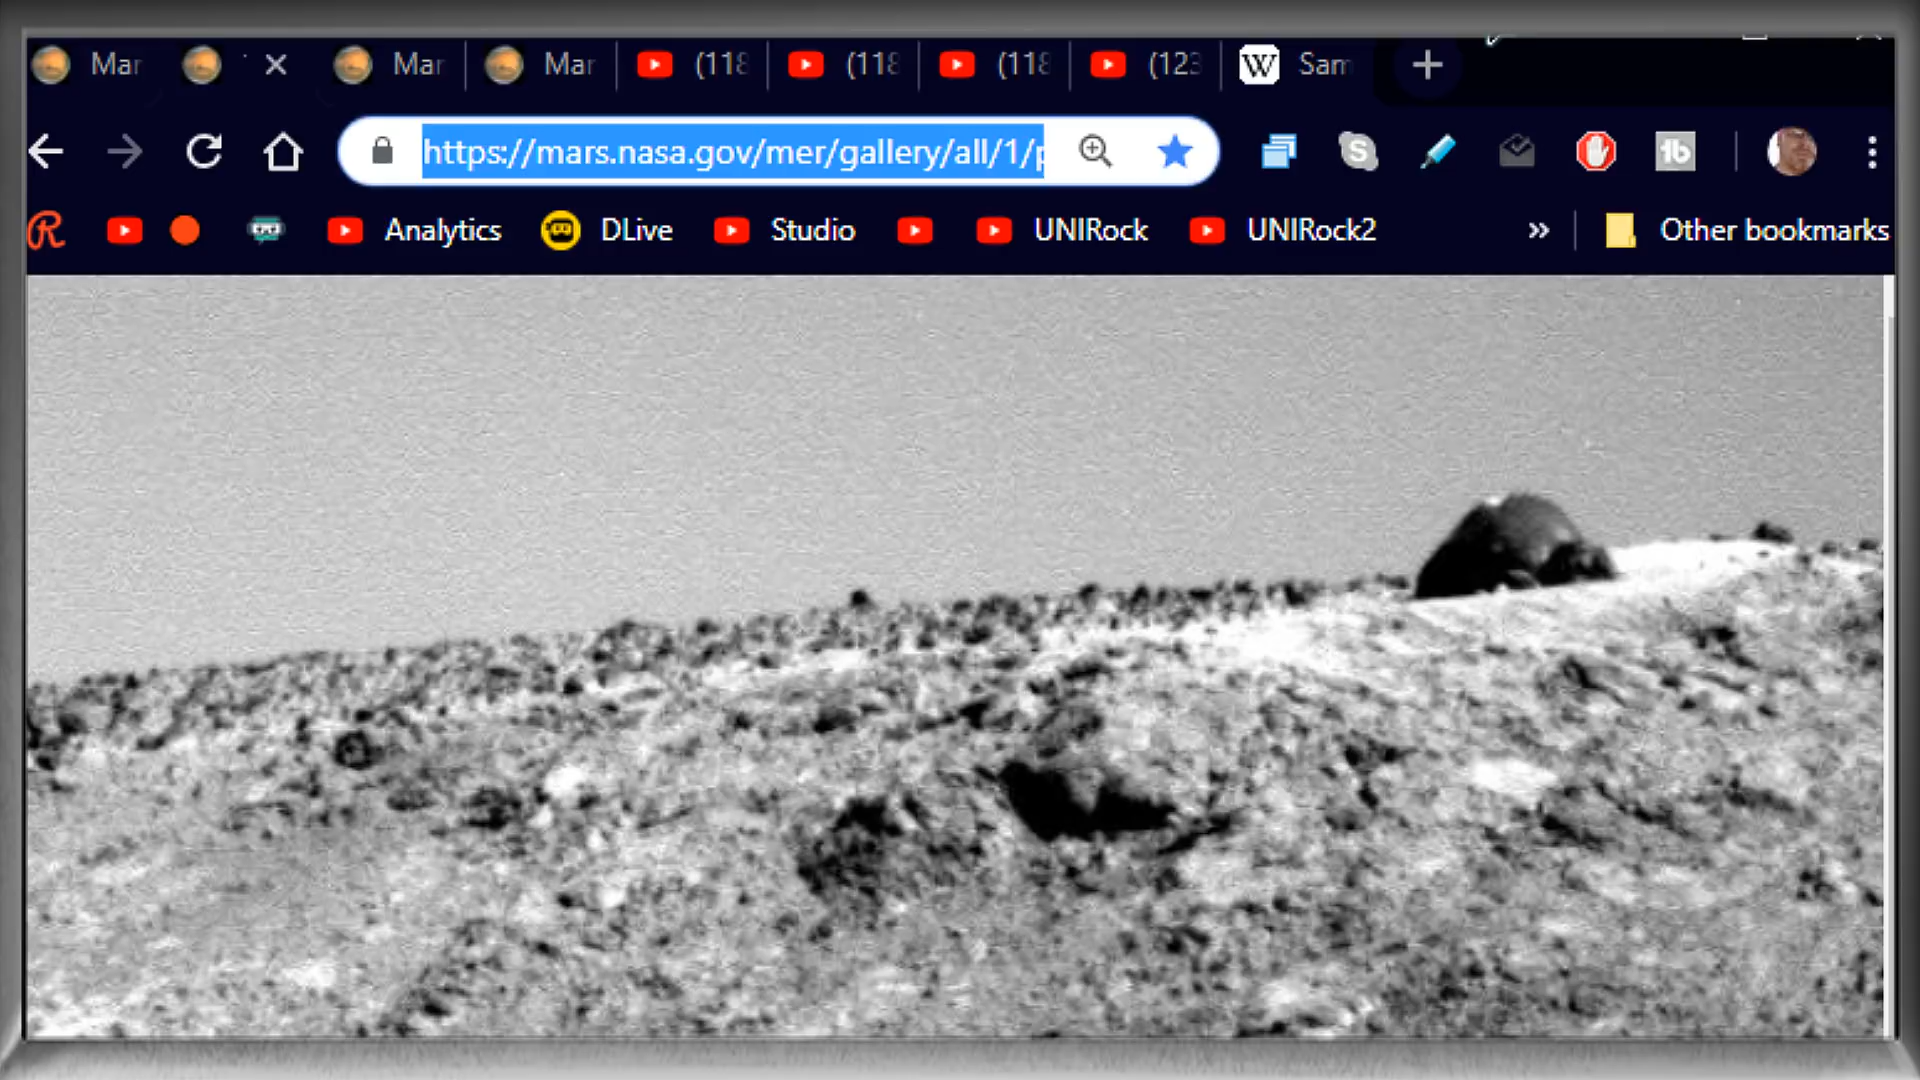 Mar Mar Mar (118 (118 (118 (123 W Sam
https://mars.nasa.gov/mer/gallery/all/1/p S 1b
R Analytics DLive Studio UNIRock UNIRock2 » Other bookmarks